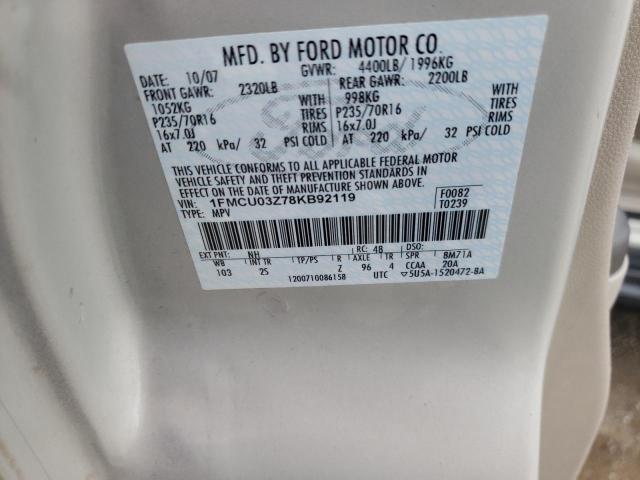 MFD. BY FORD MOTOR CO.
DATE: 10/07 GVWR: 4400LB/ 1996KG
FRONT GAWR: 2320LB REAR GAWR: 2200LB
1052KG WITH 998KG WITH
P235/70R16 TIRES P235/70R16 TIRES
16x7.0J RIMS 16x7.0J RIMS
AT 220 kPa/ 32 PSI COLD AT 220 kPa/ 32 PSI COLD
THIS VEHICLE CONFORMS TO ALL APPLICABLE FEDERAL MOTOR
VEHICLE SAFETY AND THEFT PREVENTION STANDARDS IN EFFECT
ON THE DATE OF MANUFACTURE SHOWN ABOVE.
VIN: 1FMCU03Z78KB92119 F0082
TYPE: MPV T0239
EXT PNT: NH RC: 48 DSO:
WB INT TR TP/PS R AXLE TR SPR BM71A
103 25 Z 96 4 CCAA 20A
1200710086158 UTC 5U5A-1520472-BA